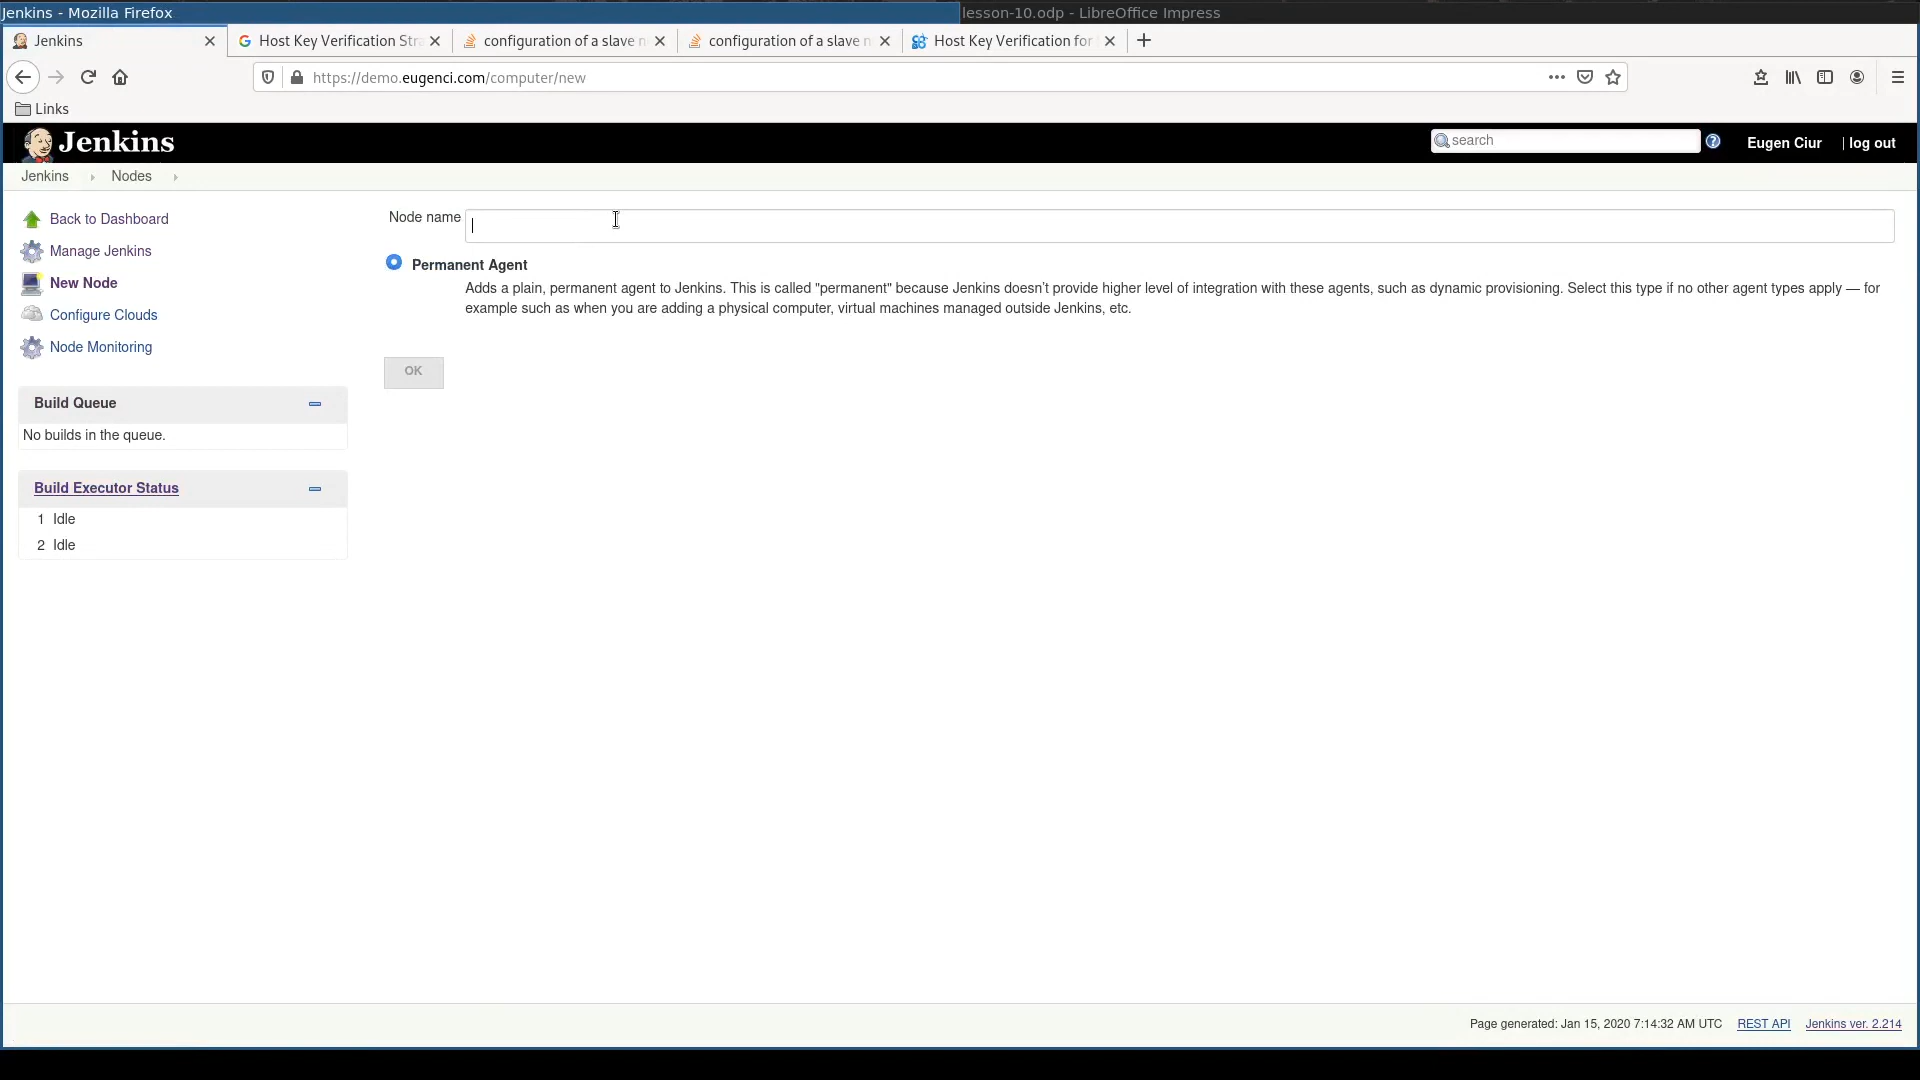 Jenkins - Mozilla Firefox
lesson-10.odp - LibreOffice Impress
Jenkins
Host Key Verification Stra
configuration of a slave n
configuration of a slave n
Host Key Verification for
https://demo.eugenci.com/computer/new
Links
Jenkins
search
Eugen Ciur
| log out
Jenkins
Nodes
Back to Dashboard
Manage Jenkins
New Node
Configure Clouds
Node Monitoring
Build Queue
No builds in the queue.
Build Executor Status
1 Idle
2 Idle
Node name
Permanent Agent
Adds a plain, permanent agent to Jenkins. This is called "permanent" because Jenkins doesn't provide higher level of integration with these agents, such as dynamic provisioning. Select this type if no other agent types apply — for
example such as when you are adding a physical computer, virtual machines managed outside Jenkins, etc.
OK
Page generated: Jan 15, 2020 7:14:32 AM UTC
REST API
Jenkins ver. 2.214